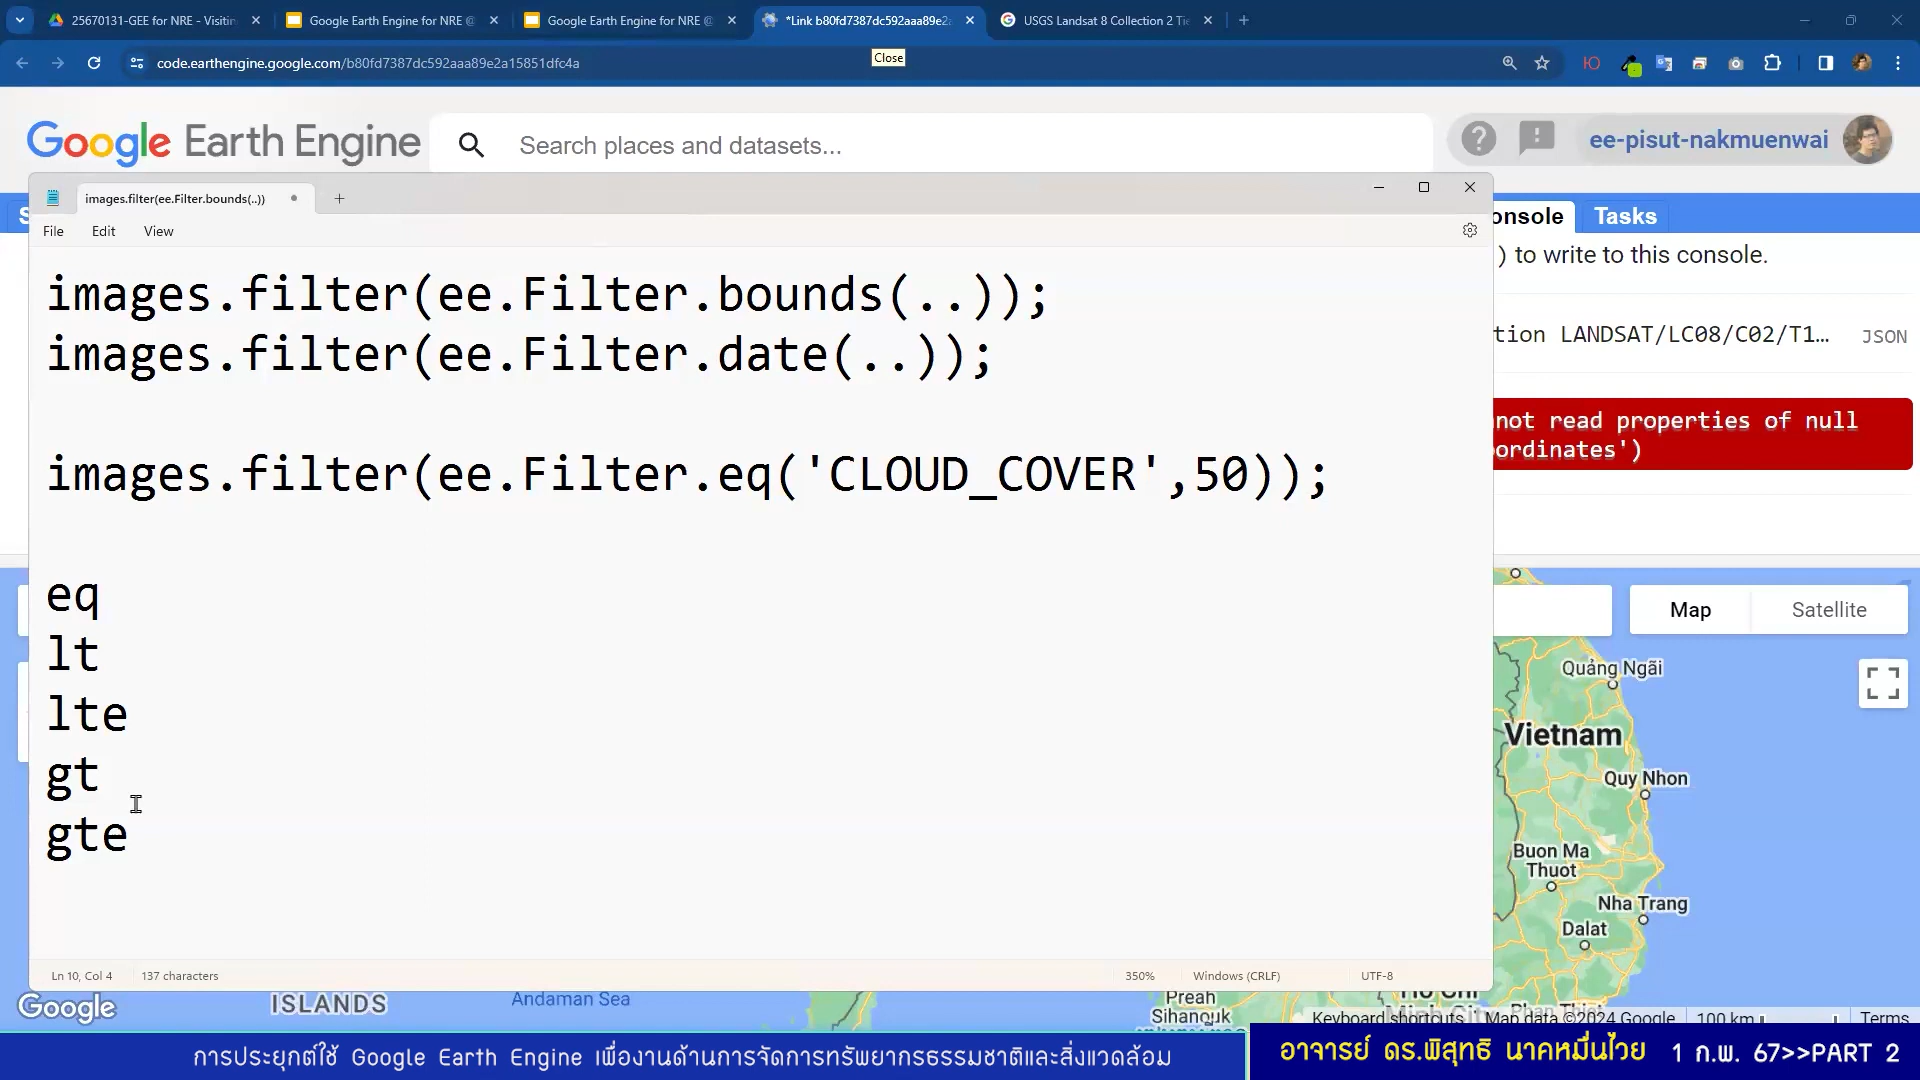 25670131-GEE for NRE - Visitin
Google Earth Engine for NRE @
Google Earth Engine for NRE @
*Link b80fd7387dc592aaa89e2a
USGS Landsat 8 Collection 2 Tie
code.earthengine.google.com/b80fd7387dc592aaa89e2a15851dfc4a
Close
Google Earth Engine
Search places and datasets...
ee-pisut-nakmuenwai
images.filter(ee.Filter.bounds(..))
File Edit View
onsole
Tasks
) to write to this console.
tion LANDSAT/LC08/C02/T1…
JSON
not read properties of null
ordinates')
images.filter(ee.Filter.bounds(..));
images.filter(ee.Filter.date(..));
images.filter(ee.Filter.eq('CLOUD_COVER',50));
eq
lt
lte
gt
gte
Map
Satellite
Quảng Ngãi
Vietnam
Quy Nhon
Buon Ma
Thuot
Nha Trang
Dalat
Ln 10, Col 4
137 characters
350%
Windows (CRLF)
UTF-8
Google
ISLANDS
Andaman Sea
Preah
Sihanouk
Keyboard shortcuts
Map data ©2024 Google
100 km
Terms
การประยุกต์ใช้ Google Earth Engine เพื่องานด้านการจัดการทรัพยากรธรรมชาติและสิ่งแวดล้อม
อาจารย์ ดร.พิสุทธิ นาคหมื่นไวย 1 ก.พ. 67>>PART 2